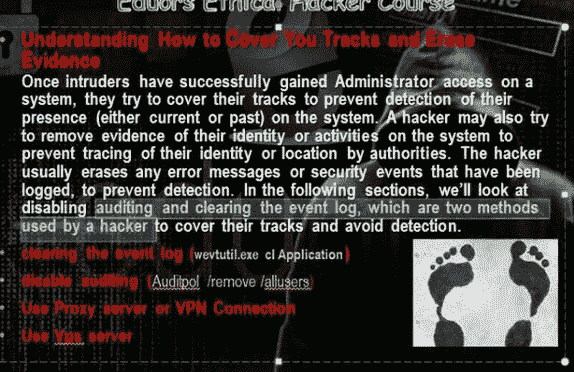 Eduors Ethical Hacker Course
Understanding How to Cover You Tracks and Erase
Evidence
Once intruders have successfully gained Administrator access on a
system, they try to cover their tracks to prevent detection of their
presence (either current or past) on the system. A hacker may also try
to remove evidence of their identity or activities on the system to
prevent tracing of their identity or location by authorities. The hacker
usually erases any error messages or security events that have been
logged, to prevent detection. In the following sections, we'll look at
disabling auditing and clearing the event log, which are two methods
used by a hacker to cover their tracks and avoid detection.
clearing the event log (wevtutil.exe cl Application)
disable auditing (Auditpol /remove /allusers)
Use Proxy server or VPN Connection
Use Vps server